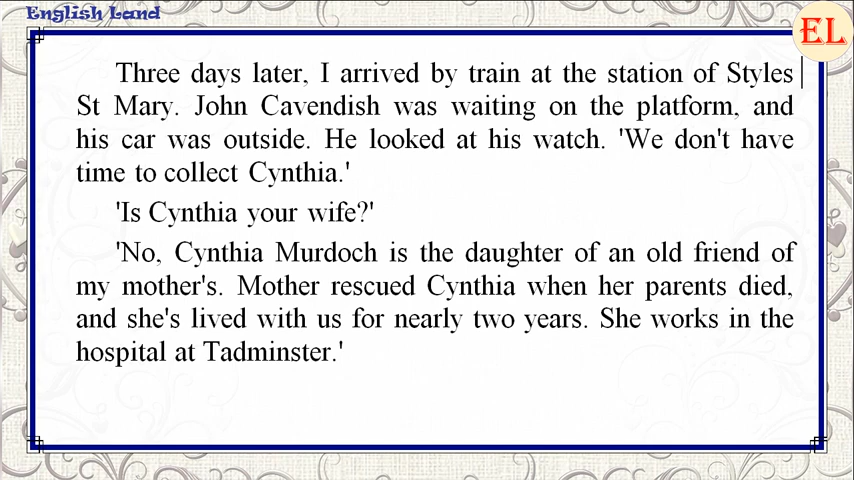 English Land
EL
Three days later, I arrived by train at the station of Styles
St Mary. John Cavendish was waiting on the platform, and
his car was outside. He looked at his watch. 'We don't have
time to collect Cynthia.'
'Is Cynthia your wife?'
'No, Cynthia Murdoch is the daughter of an old friend of
my mother's. Mother rescued Cynthia when her parents died,
and she's lived with us for nearly two years. She works in the
hospital at Tadminster.'